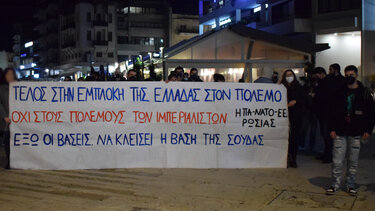 ΤΕΛΟΣ ΣΤΗΝ ΕΜΠΛΟΚΗ ΤΗΣ ΕΛΛΑΔΑΣ ΣΤΟΝ ΠΟΛΕΜΟ
ΟΧΙ ΣΤΟΥΣ ΠΟΛΕΜΟΥΣ ΤΩΝ ΙΜΠΕΡΙΑΛΙΣΤΩΝ ΗΠΑ-ΝΑΤΟ-ΕΕ
ΡΩΣΙΑΣ
ΕΞΩ ΟΙ ΒΑΣΕΙΣ. ΝΑ ΚΛΕΙΣΕΙ Η ΒΑΣΗ ΤΗΣ ΣΟΥΔΑΣ